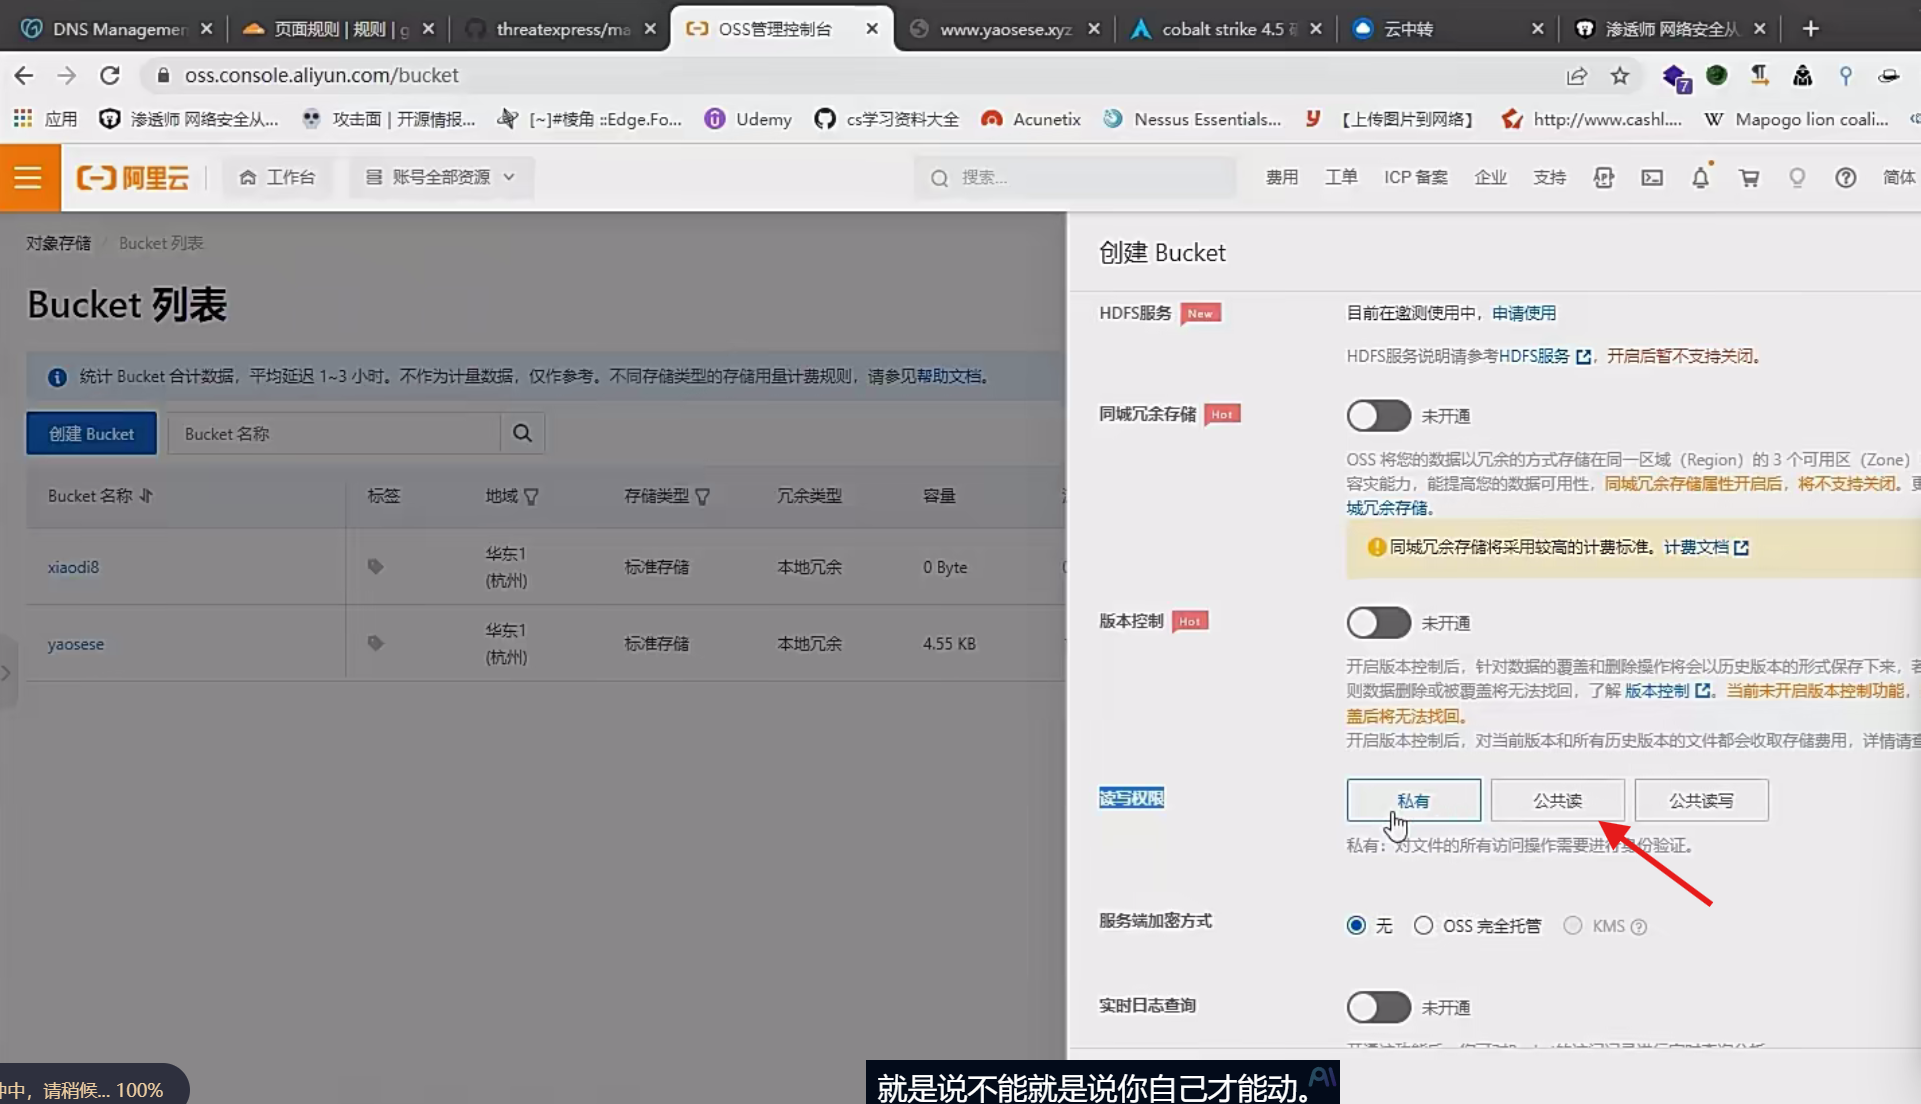 DNS Managemen
页面规则 | 规则 | g
threatexpress/ma
OSS管理控制台
www.yaosese.xyz
cobalt strike 4.5
云中转
渗透师 网络安全从
oss.console.aliyun.com/bucket
7
应用
渗透师 网络安全从...
攻击面 | 开源情报...
[~]#棱角 ::Edge.Fo...
Udemy
cs学习资料大全
Acunetix
Nessus Essentials...
【上传图片到网络】
http://www.cashl....
Mapogo lion coali...
阿里云
工作台
账号全部资源
搜索...
费用
工单
ICP 备案
企业
支持
简体
对象存储 / Bucket 列表
Bucket 列表
统计 Bucket 合计数据，平均延迟 1~3 小时。不作为计量数据，仅作参考。不同存储类型的存储用量计费规则，请参见帮助文档。
创建 Bucket
Bucket 名称
Bucket 名称
标签
地域
存储类型
冗余类型
容量
xiaodi8
华东1
(杭州)
标准存储
本地冗余
0 Byte
yaosese
华东1
(杭州)
标准存储
本地冗余
4.55 KB
创建 Bucket
HDFS服务 New
目前在邀测使用中，申请使用
HDFS服务说明请参考HDFS服务，开启后暂不支持关闭。
同城冗余存储 Hot
未开通
OSS 将您的数据以冗余的方式存储在同一区域（Region）的 3 个可用区（Zone）
容灾能力，能提高您的数据可用性，同城冗余存储属性开启后，将不支持关闭。更
城冗余存储。
同城冗余存储将采用较高的计费标准。计费文档
版本控制 Hot
未开通
开启版本控制后，针对数据的覆盖和删除操作将会以历史版本的形式保存下来，若
则数据删除或被覆盖将无法找回，了解 版本控制。当前未开启版本控制功能，
盖后将无法找回。
开启版本控制后，对当前版本和所有历史版本的文件都会收取存储费用，详情请查
读写权限
私有
公共读
公共读写
私有：对文件的所有访问操作需要进行身份验证。
服务端加密方式
无
OSS 完全托管
KMS
实时日志查询
未开通
中，请稍候... 100%
就是说不能就是说你自己才能动。
AI